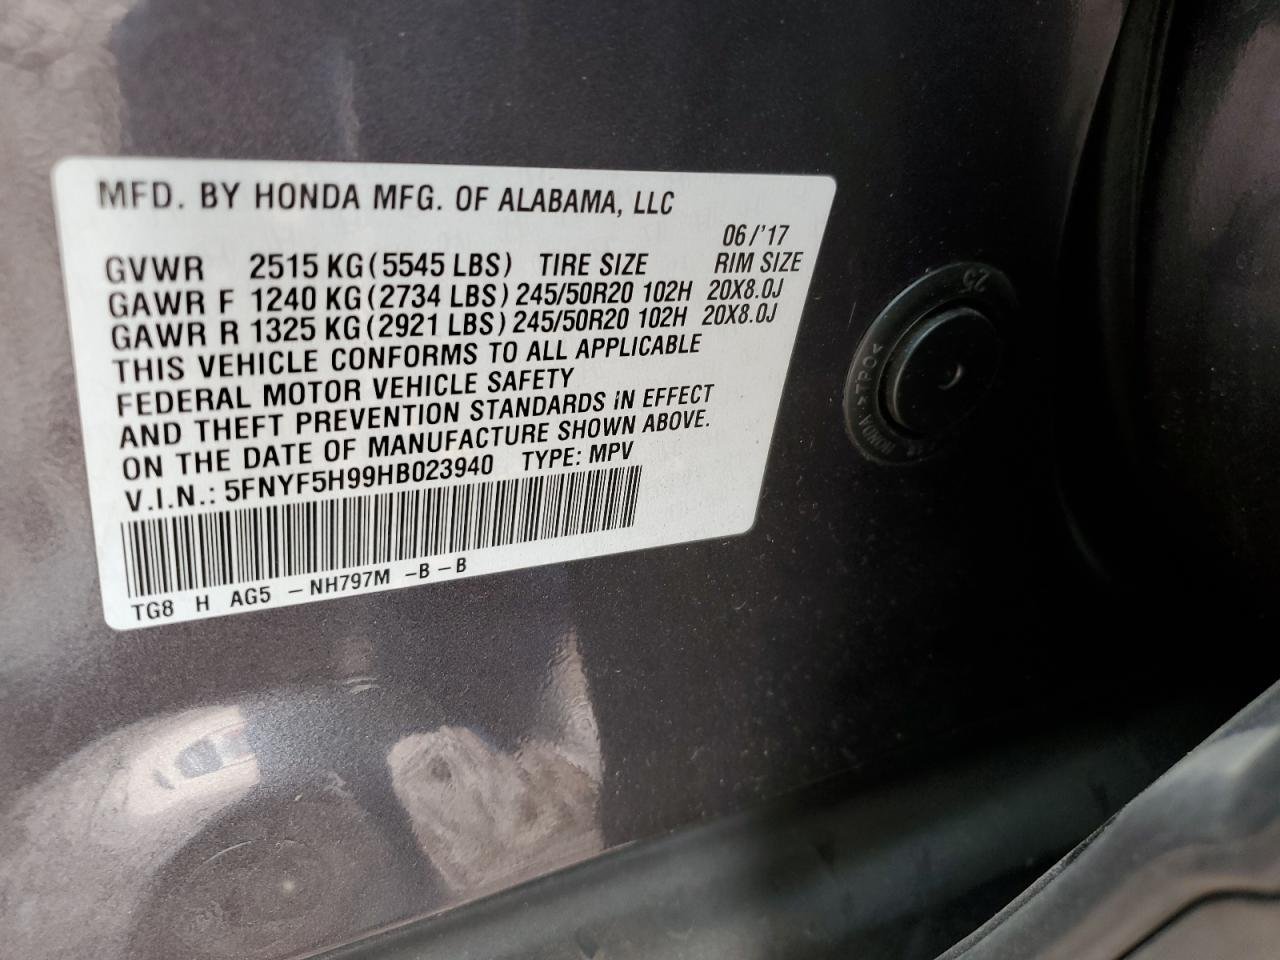 MFD. BY HONDA MFG. OF ALABAMA, LLC
06/'17
GVWR 2515 KG (5545 LBS) TIRE SIZE RIM SIZE
GAWR F 1240 KG (2734 LBS) 245/50R20 102H 20X8.0J
GAWR R 1325 KG (2921 LBS) 245/50R20 102H 20X8.0J
THIS VEHICLE CONFORMS TO ALL APPLICABLE
FEDERAL MOTOR VEHICLE SAFETY
AND THEFT PREVENTION STANDARDS IN EFFECT
ON THE DATE OF MANUFACTURE SHOWN ABOVE.
V.I.N.: 5FNYF5H99HB023940 TYPE: MPV
TG8 H AG5 - NH797M - B - B
25
HONDA >TPO<